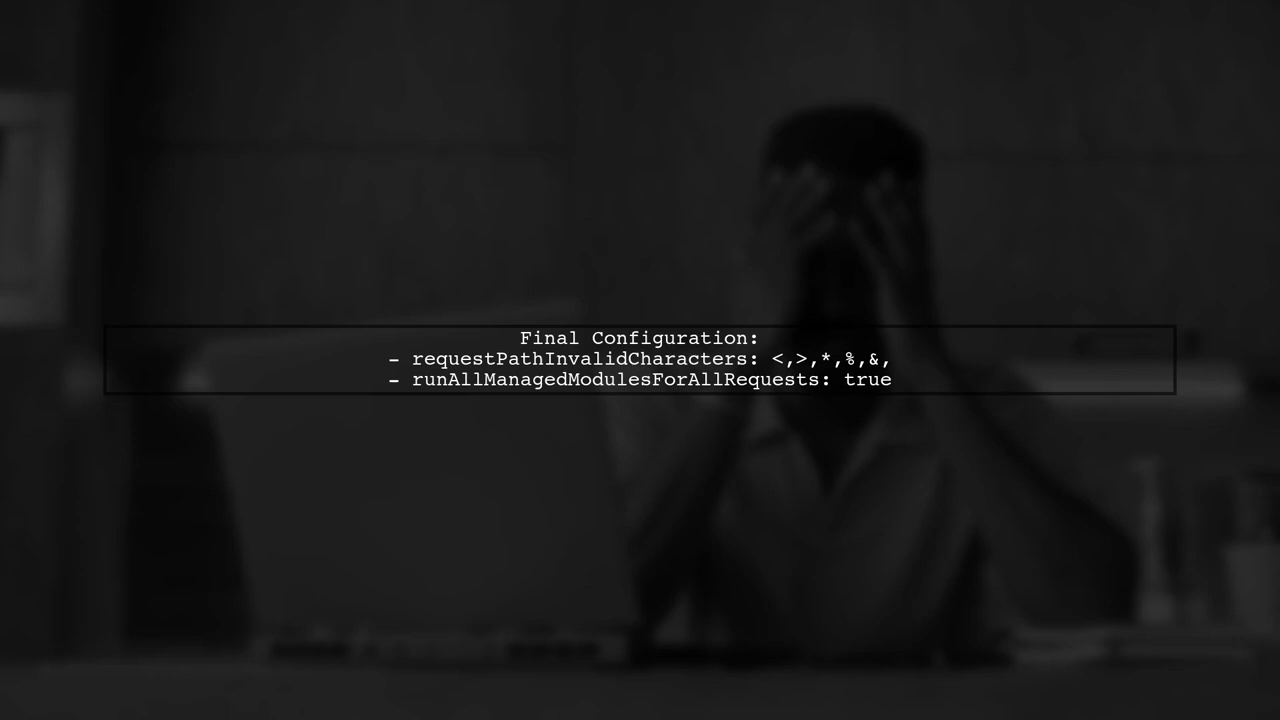 Final Configuration:
- requestPathInvalidCharacters: <,>,*,%,&,
- runAllManagedModulesForAllRequests: true